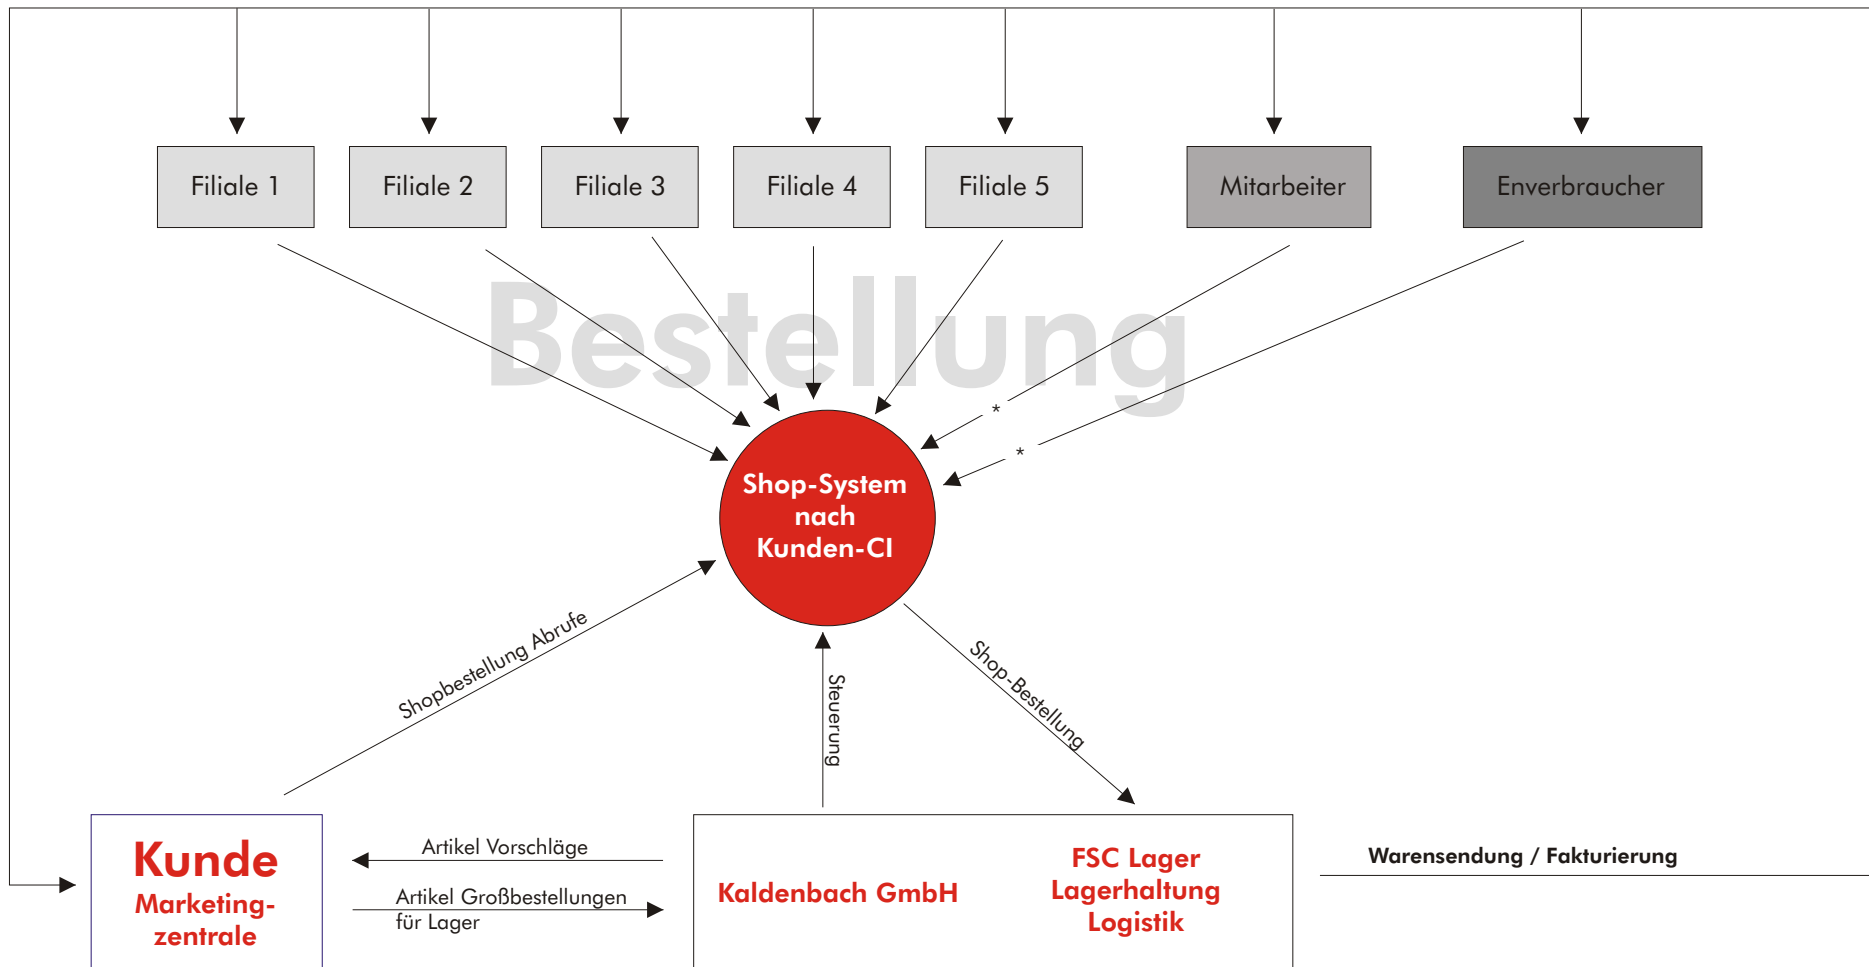 Filiale 1
Filiale 2
Filiale 3
Filiale 4
Filiale 5
Mitarbeiter
Enverbraucher
Bestellung
*
*
Shop-System
nach
Kunden-CI
Shopbestellung Abrufe
Steuerung
Shop-Bestellung
Kunde
Marketing-
zentrale
Artikel Vorschläge
Artikel Großbestellungen
für Lager
Kaldenbach GmbH
FSC Lager
Lagerhaltung
Logistik
Warensendung / Fakturierung